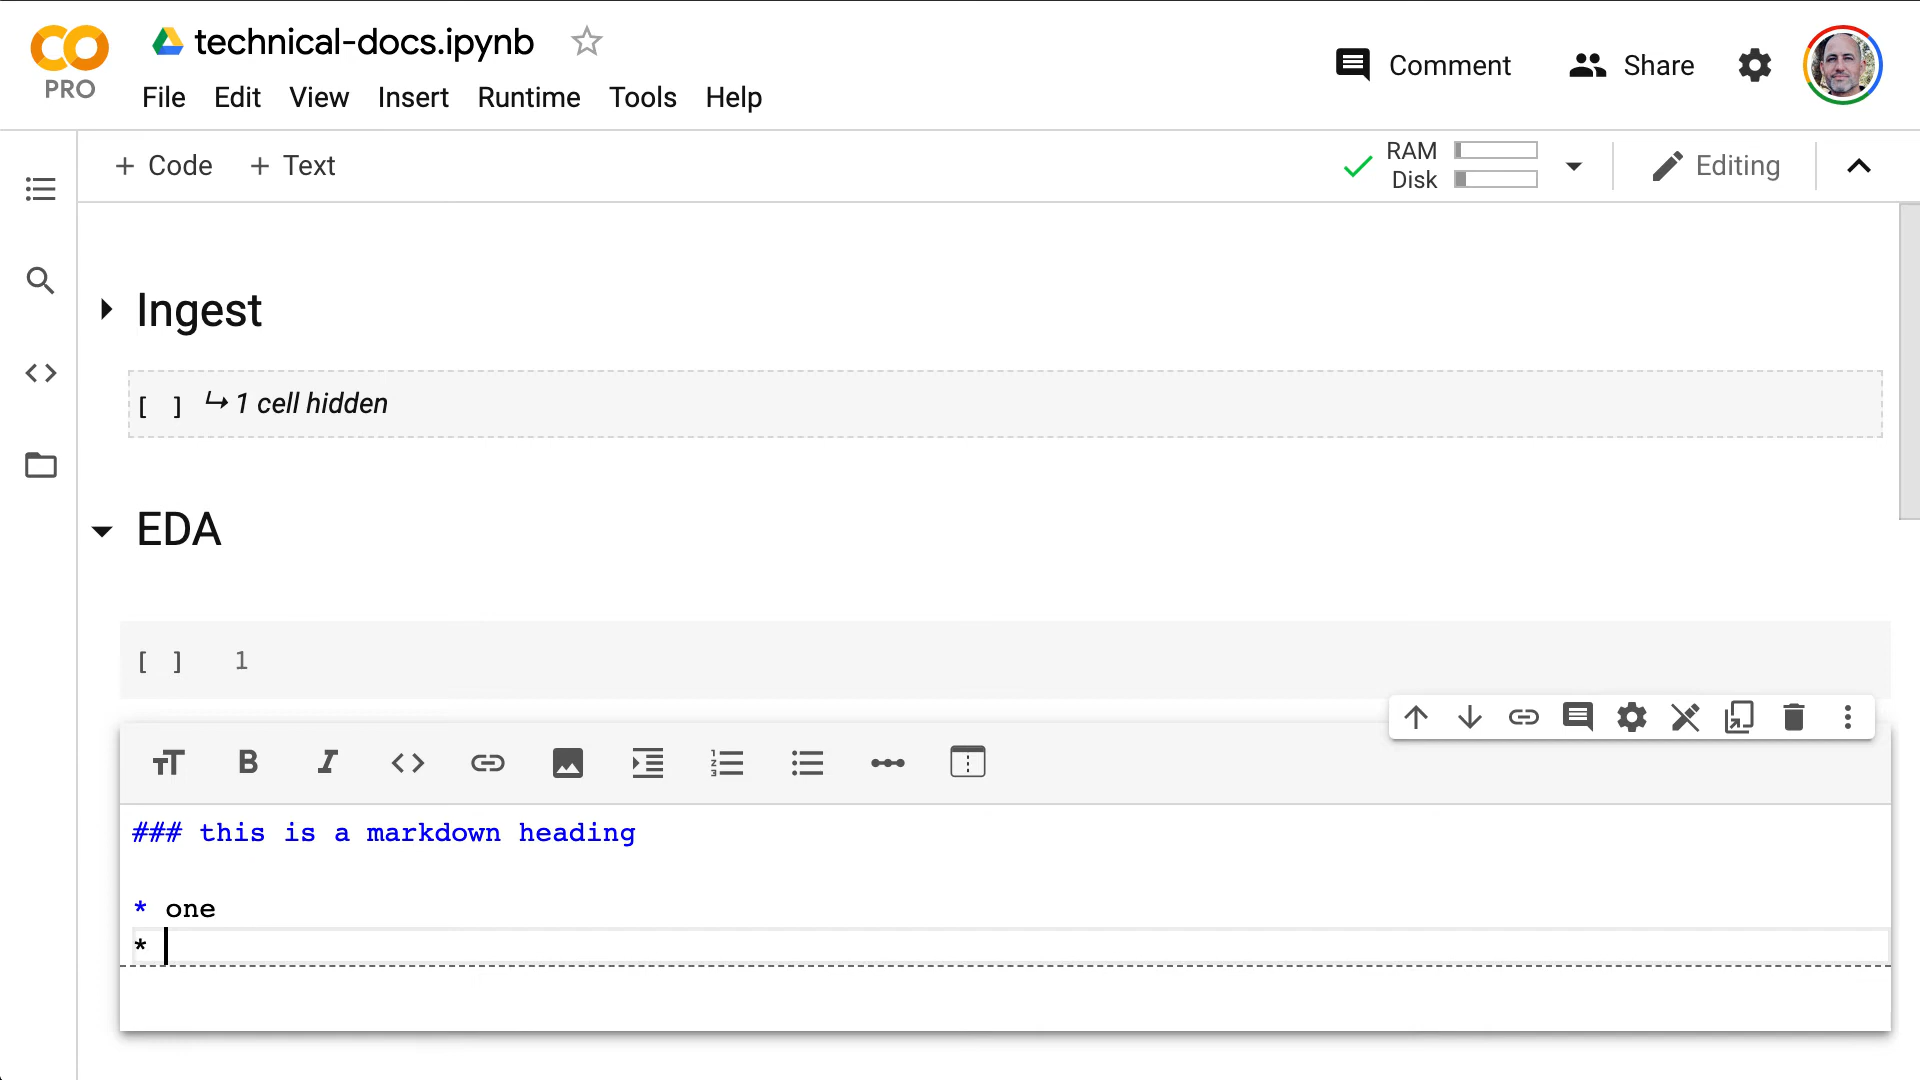 PRO
technical-docs.ipynb
File Edit View Insert Runtime Tools Help
Comment
Share
+ Code + Text
RAM
Disk
Editing
Ingest
[ ] ↳ 1 cell hidden
EDA
[ ] 1
### this is a markdown heading
* one
*